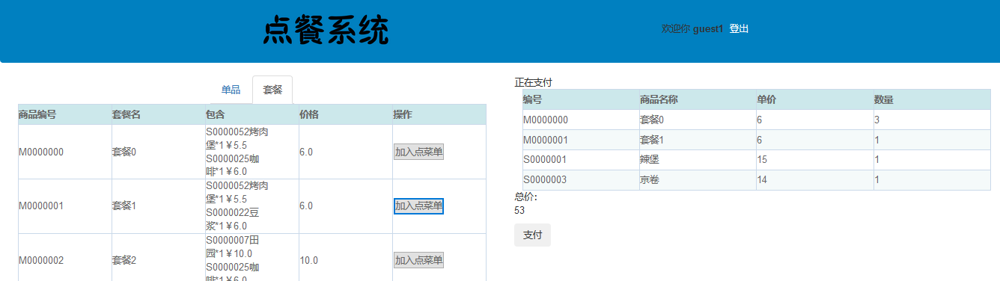 点餐系统
欢迎你 guest1 登出
单品 套餐
商品编号 套餐名 包含 价格 操作
M0000000 套餐0 S0000052烤肉 6.0 加入点菜单
堡*1￥5.5
S0000025咖
啡*1￥6.0
M0000001 套餐1 S0000052烤肉 6.0 加入点菜单
堡*1￥5.5
S0000022豆
浆*1￥6.0
M0000002 套餐2 S0000007田 10.0 加入点菜单
园*1￥10.0
S0000025咖
啡*1￥6.0
正在支付
编号 商品名称 单价 数量
M0000000 套餐0 6 3
M0000001 套餐1 6 1
S0000001 辣堡 15 1
S0000003 京卷 14 1
总价：
53
支付